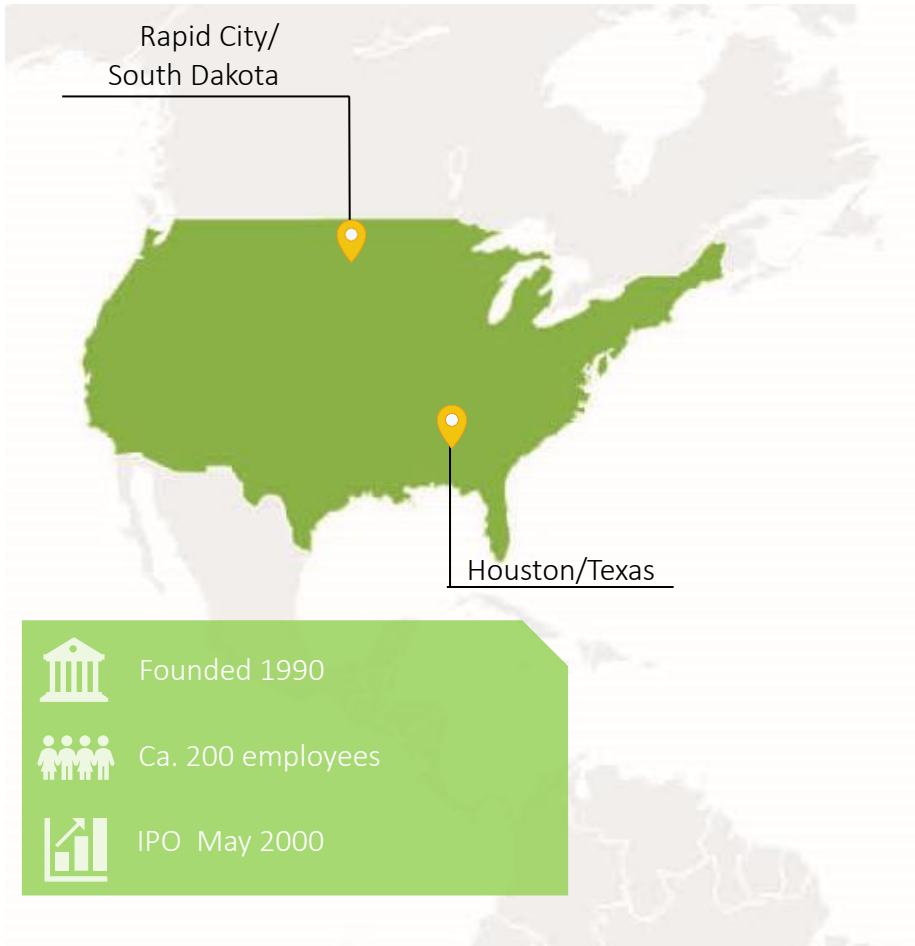 Rapid City/
South Dakota
Houston/Texas
Founded 1990
Ca. 200 employees
IPO  May 2000